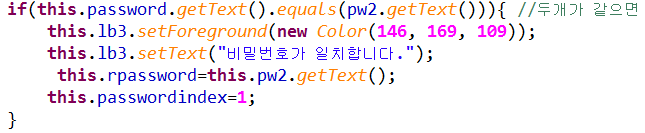 if(this.password.getText().equals(pw2.getText())){ //두개가 같으면
this.lb3.setForeground(new Color(146, 169, 109));
this.lb3.setText("비밀번호가 일치합니다.");
this.rpassword=this.pw2.getText();
this.passwordindex=1;
}